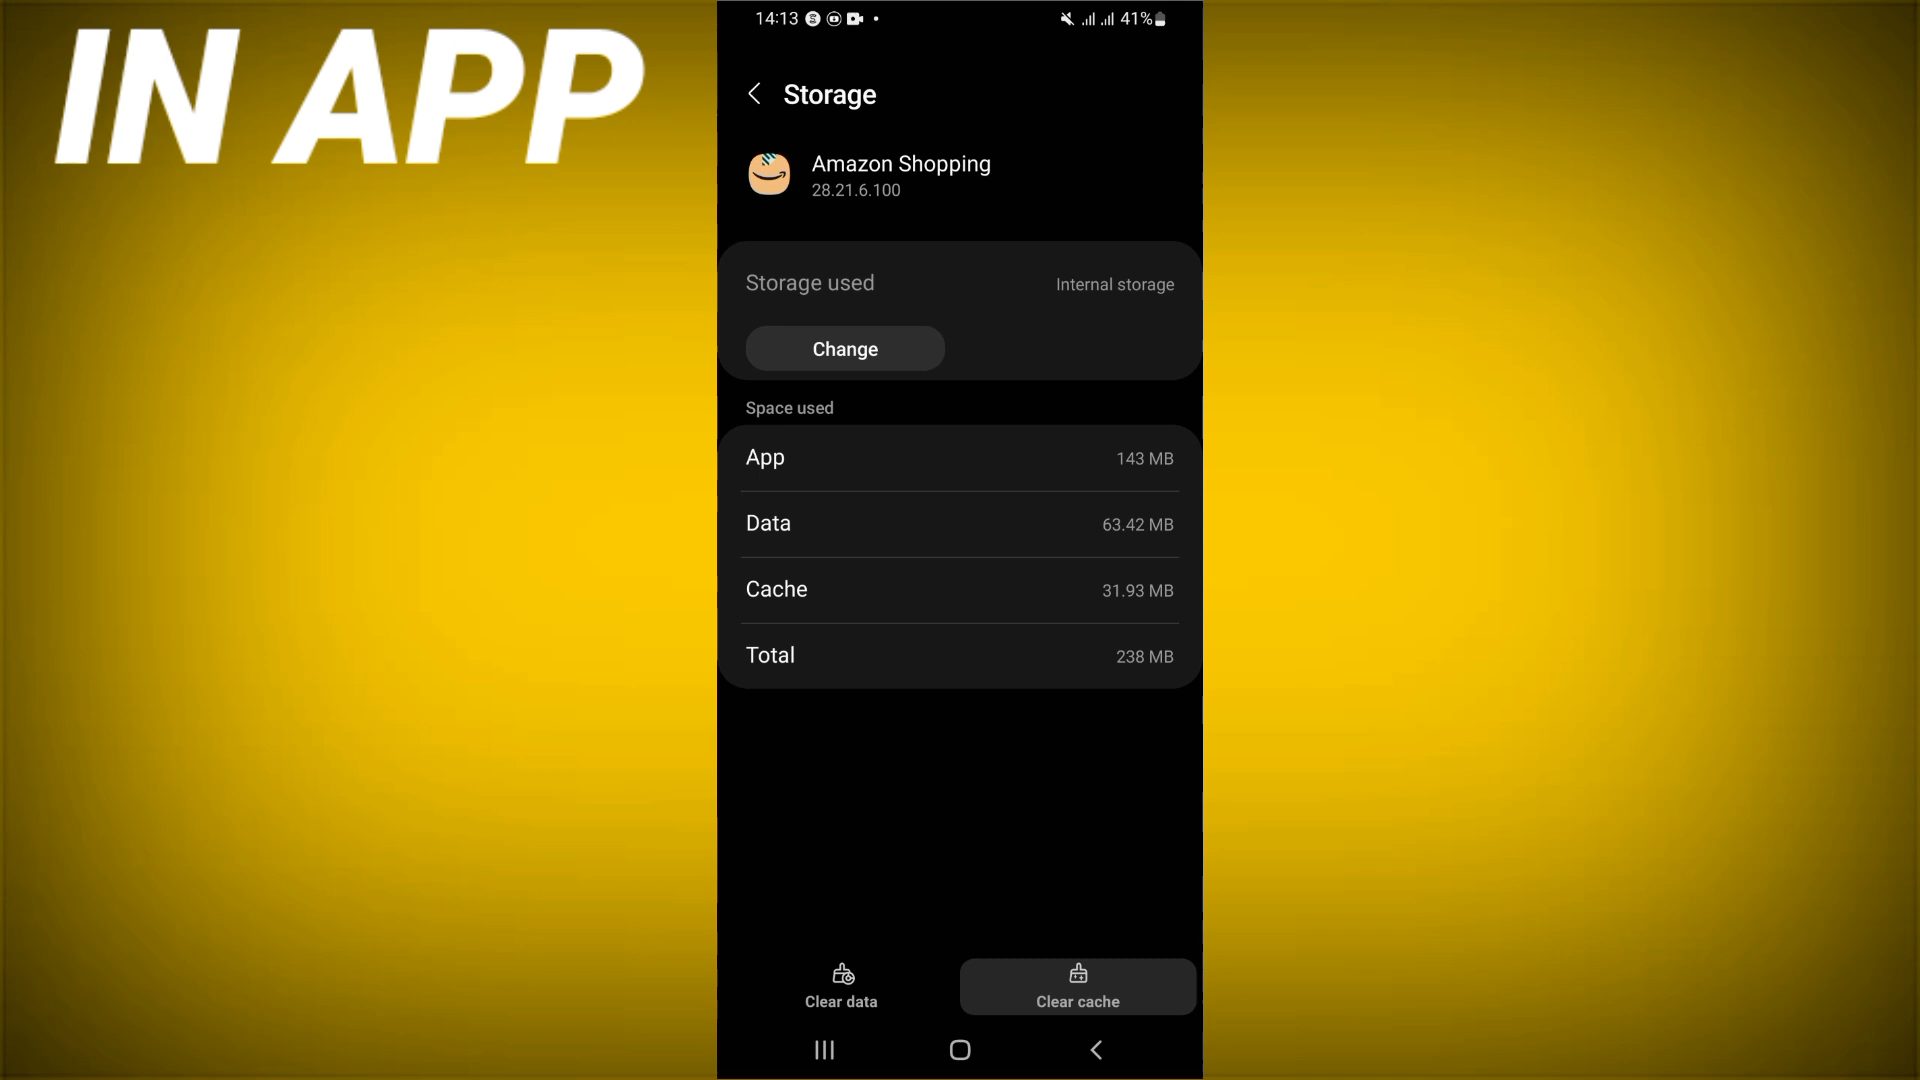 IN APP
14:13
41%
Storage
Amazon Shopping
28.21.6.100
Storage used
Internal storage
Change
Space used
App
143 MB
Data
63.42 MB
Cache
31.93 MB
Total
238 MB
Clear data
Clear cache